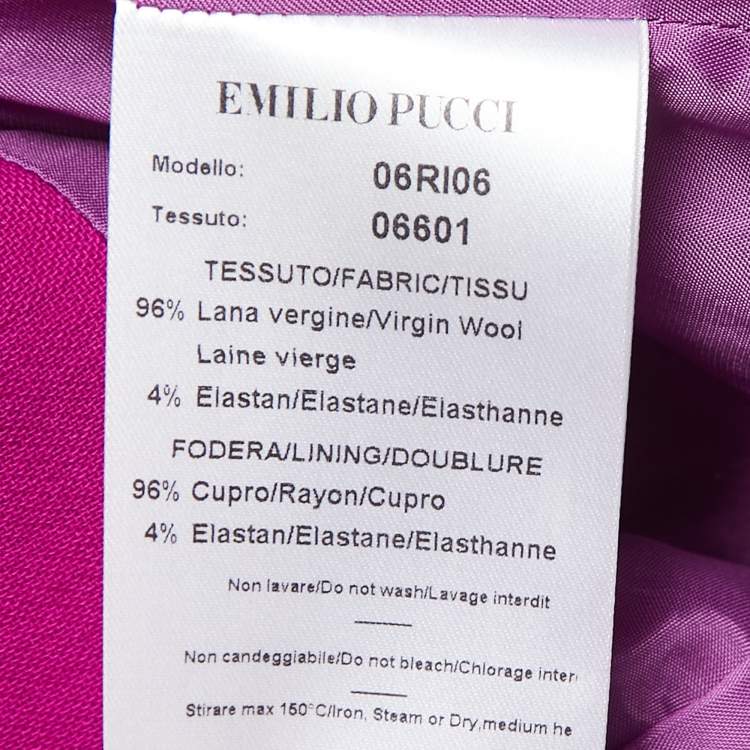 EMILIO PUCCI
Modello: 06RI06
Tessuto: 06601
TESSUTO/FABRIC/TISSU
96% Lana vergine/Virgin Wool
Laine vierge
4% Elastan/Elastane/Elasthanne
FODERA/LINING/DOUBLURE
96% Cupro/Rayon/Cupro
4% Elastan/Elastane/Elasthanne
Non lavare/Do not wash/Lavage interdit
Non candeggiabile/Do not bleach/Chlorage inter
Stirare max 150°C/Iron, Steam or Dry,medium he